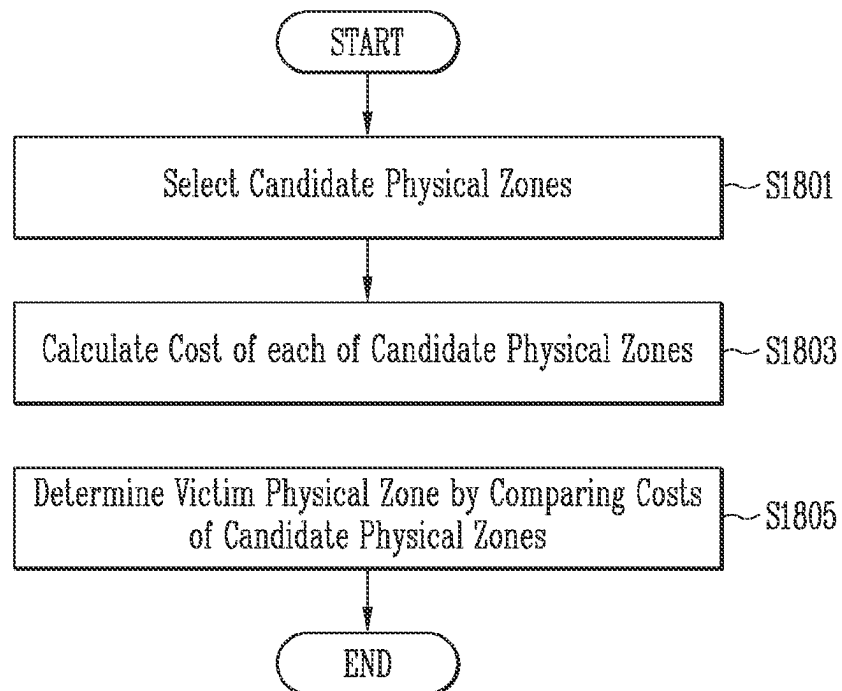 START
Select Candidate Physical Zones
S1801
Calculate Cost of each of Candidate Physical Zones
S1803
Determine Victim Physical Zone by Comparing Costs
of Candidate Physical Zones
S1805
END